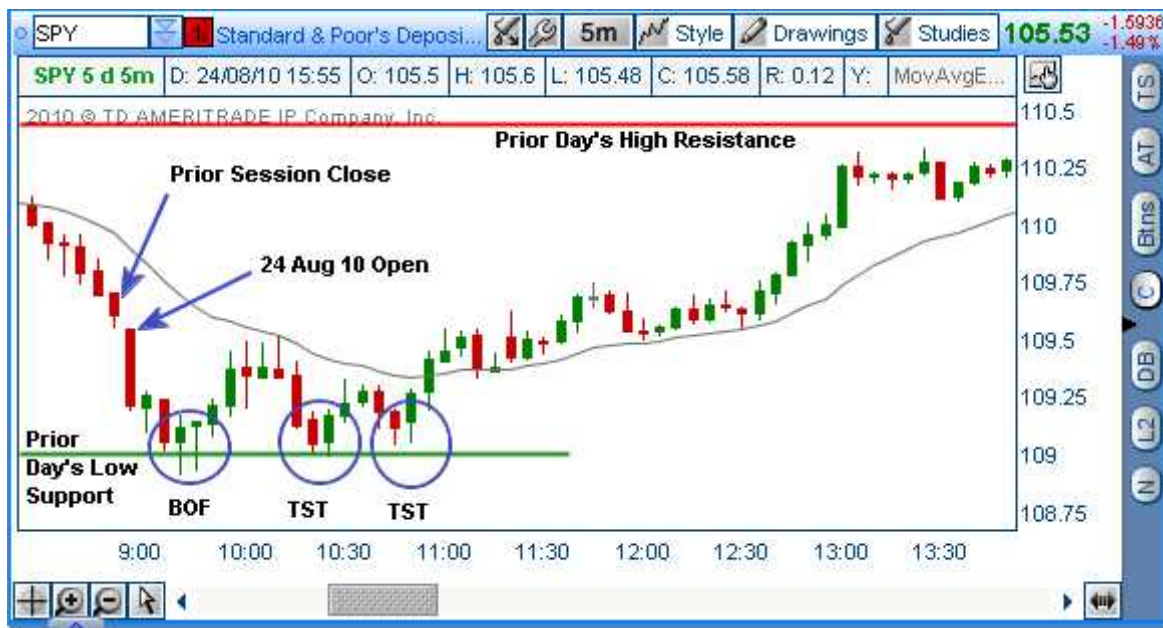 SPY 1 Standard & Poor's Deposi... 5m Style Drawings Studies 105.53 -1.5936
-1.49%
SPY 5 d 5m D: 24/08/10 15:55 O: 105.5 H: 105.6 L: 105.48 C: 105.58 R: 0.12 Y: MovAvgE...
2010 © TD AMERITRADE IP Company, Inc.
Prior Day's High Resistance
Prior Session Close
24 Aug 10 Open
Prior
Day's Low
Support
BOF TST TST
110.5
110.25
110
109.75
109.5
109.25
109
108.75
9:00 10:00 10:30 11:00 11:30 12:00 12:30 13:00 13:30
TS
AT
Btns
C
DB
L2
N